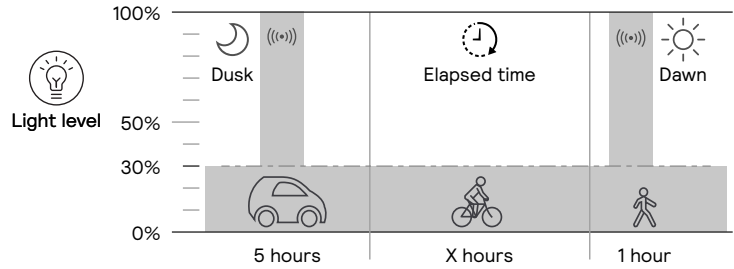 100%
Dusk
Elapsed time
Dawn
Light level
50%
30%
0%
5 hours
X hours
1 hour